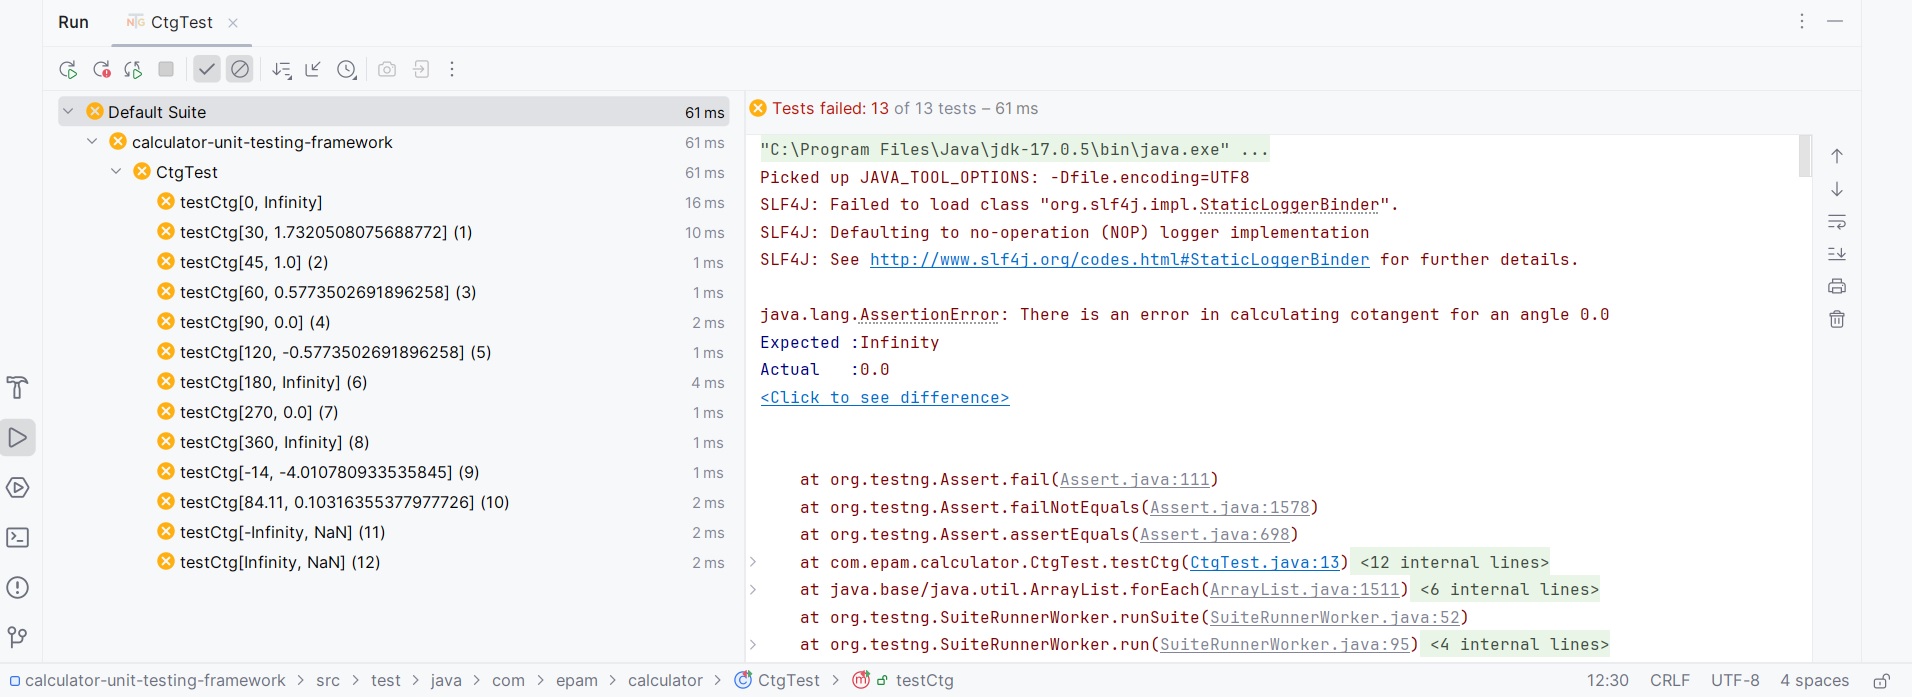 Run
CtgTest
Default Suite 61 ms
calculator-unit-testing-framework 61 ms
CtgTest 61 ms
testCtg[0, Infinity] 16 ms
testCtg[30, 1.7320508075688772] (1) 10 ms
testCtg[45, 1.0] (2) 1 ms
testCtg[60, 0.5773502691896258] (3) 1 ms
testCtg[90, 0.0] (4) 2 ms
testCtg[120, -0.5773502691896258] (5) 1 ms
testCtg[180, Infinity] (6) 4 ms
testCtg[270, 0.0] (7) 1 ms
testCtg[360, Infinity] (8) 1 ms
testCtg[-14, -4.010780933535845] (9) 1 ms
testCtg[84.11, 0.10316355377977726] (10) 2 ms
testCtg[-Infinity, NaN] (11) 2 ms
testCtg[Infinity, NaN] (12) 2 ms
Tests failed: 13 of 13 tests – 61 ms
"C:\Program Files\Java\jdk-17.0.5\bin\java.exe" ...
Picked up JAVA_TOOL_OPTIONS: -Dfile.encoding=UTF8
SLF4J: Failed to load class "org.slf4j.impl.StaticLoggerBinder".
SLF4J: Defaulting to no-operation (NOP) logger implementation
SLF4J: See http://www.slf4j.org/codes.html#StaticLoggerBinder for further details.
java.lang.AssertionError: There is an error in calculating cotangent for an angle 0.0
Expected :Infinity
Actual   :0.0
<Click to see difference>
at org.testng.Assert.fail(Assert.java:111)
at org.testng.Assert.failNotEquals(Assert.java:1578)
at org.testng.Assert.assertEquals(Assert.java:698)
at com.epam.calculator.CtgTest.testCtg(CtgTest.java:13) <12 internal lines>
at java.base/java.util.ArrayList.forEach(ArrayList.java:1511) <6 internal lines>
at org.testng.SuiteRunnerWorker.runSuite(SuiteRunnerWorker.java:52)
at org.testng.SuiteRunnerWorker.run(SuiteRunnerWorker.java:95) <4 internal lines>
calculator-unit-testing-framework > src > test > java > com > epam > calculator > CtgTest > testCtg
12:30 CRLF UTF-8 4 spaces